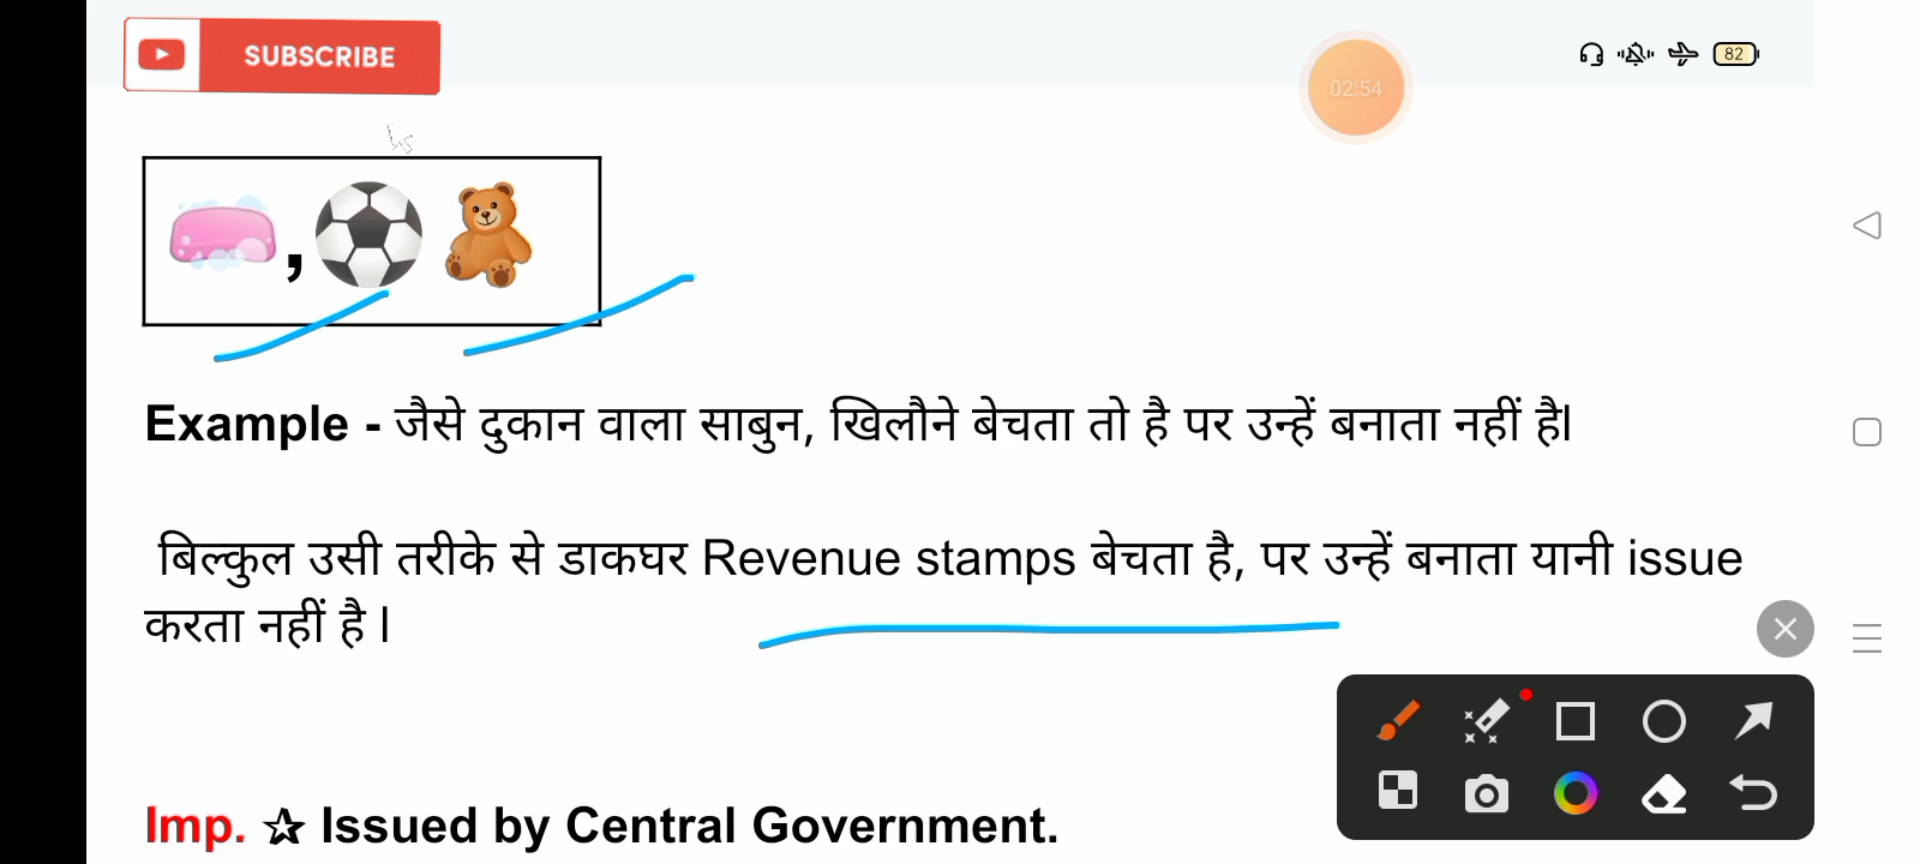 SUBSCRIBE
02:54
82
,
Example - जैसे दुकान वाला साबुन, खिलौने बेचता तो है पर उन्हें बनाता नहीं है।
बिल्कुल उसी तरीके से डाकघर Revenue stamps बेचता है, पर उन्हें बनाता यानी issue
करता नहीं है।
Imp. ☆ Issued by Central Government.